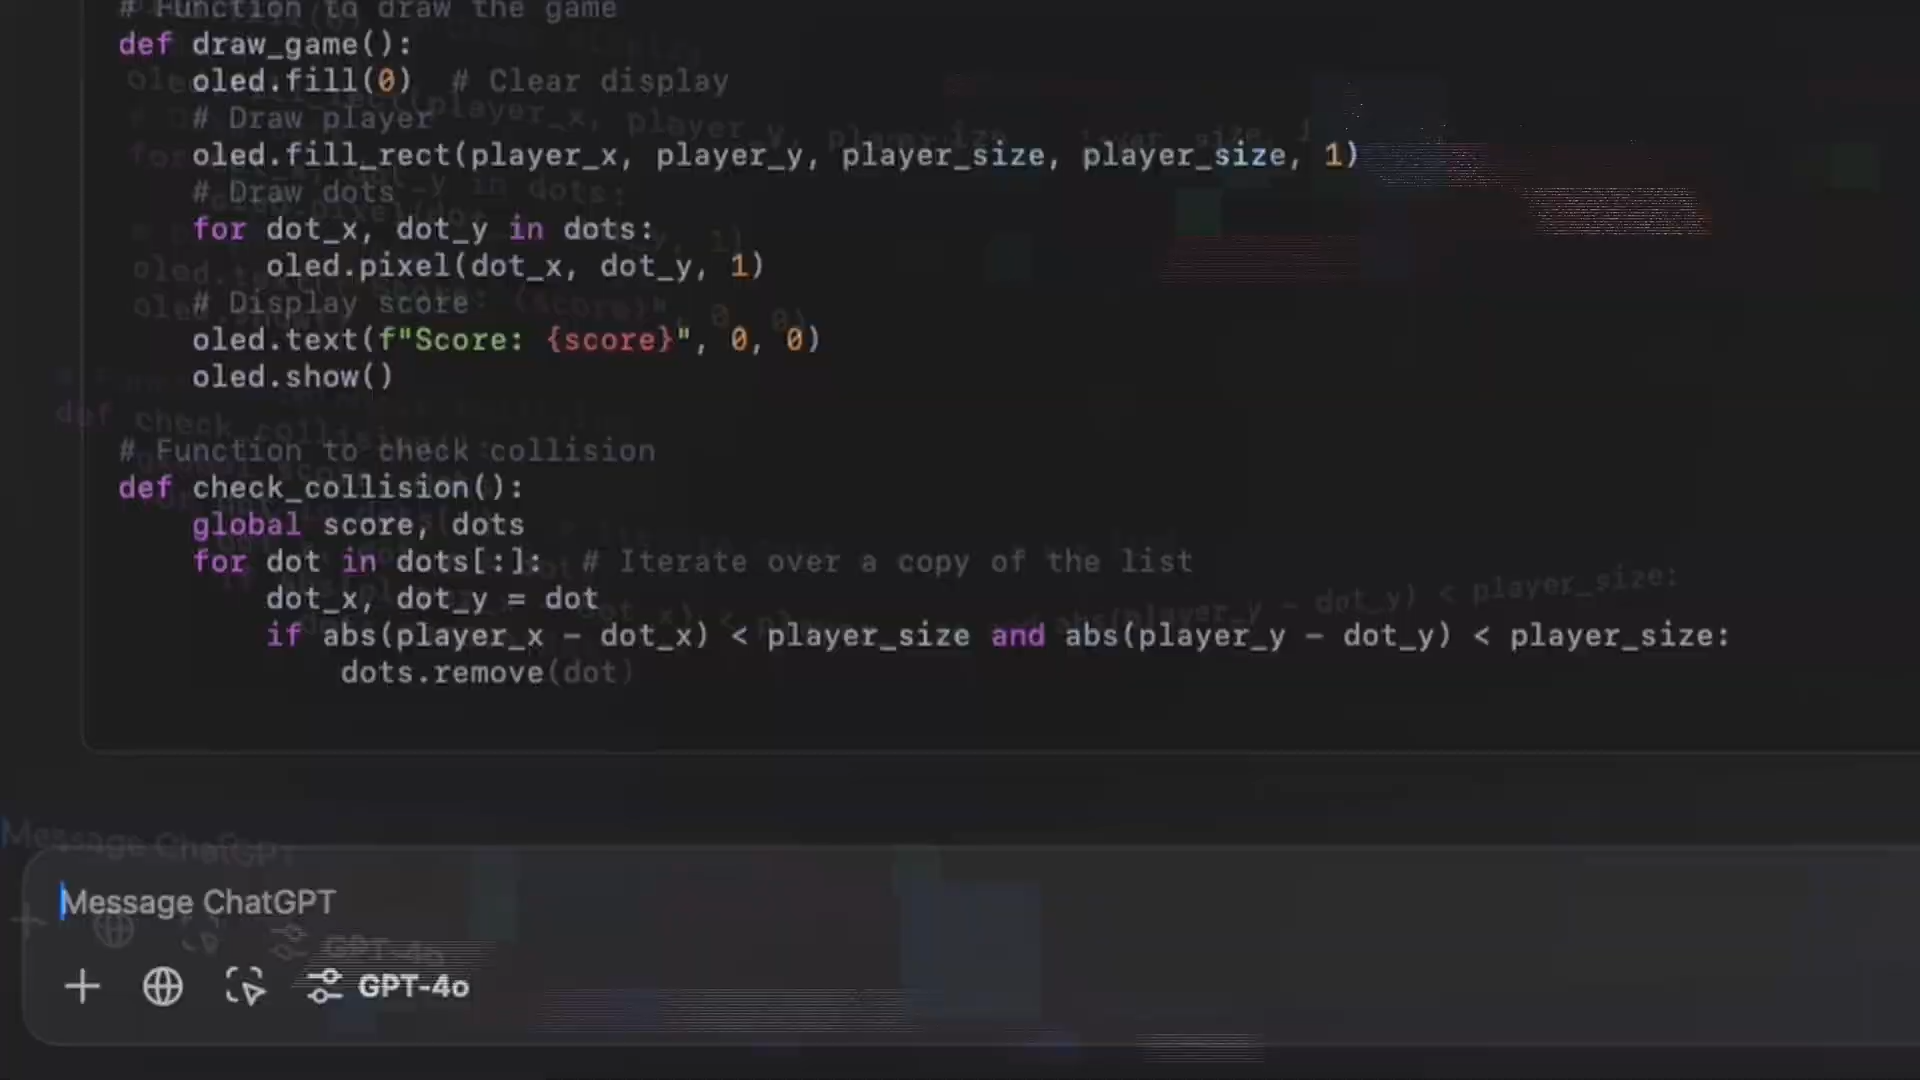 # Function to draw the game
def draw_game():
    oled.fill(0)  # Clear display
    # Draw player
    oled.fill_rect(player_x, player_y, player_size, player_size, 1)
    # Draw dots
    for dot_x, dot_y in dots:
        oled.pixel(dot_x, dot_y, 1)
    # Display score
    oled.text(f"Score: {score}", 0, 0)
    oled.show()
# Function to check collision
def check_collision():
    global score, dots
    for dot in dots[:]:  # Iterate over a copy of the list
        dot_x, dot_y = dot
        if abs(player_x - dot_x) < player_size and abs(player_y - dot_y) < player_size:
            dots.remove(dot)
Message ChatGPT
GPT-4o